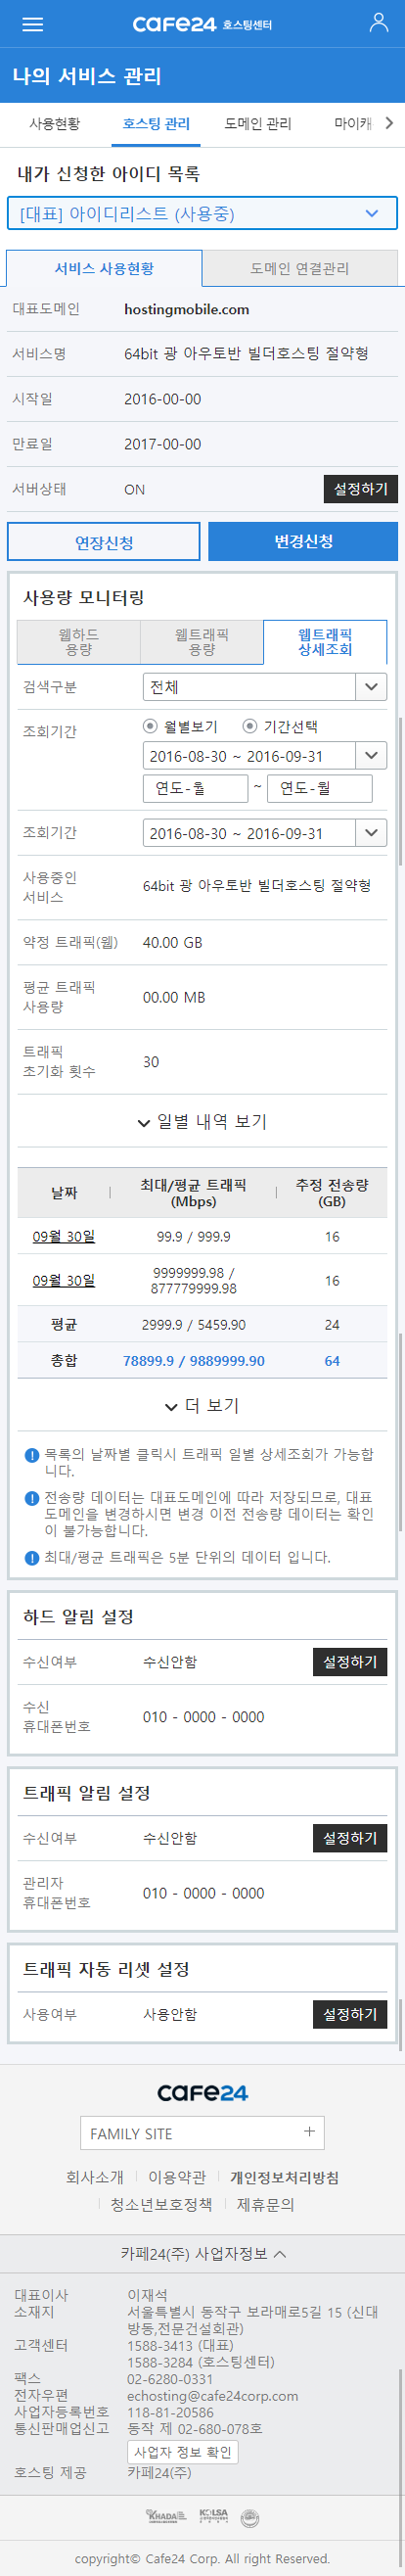 cafe24 호스팅센터
나의 서비스 관리
사용현황 호스팅 관리 도메인 관리 마이카
내가 신청한 아이디 목록
[대표] 아이디리스트 (사용중)
서비스 사용현황 도메인 연결관리
대표도메인 hostingmobile.com
서비스명 64bit 광 아우토반 빌더호스팅 절약형
시작일 2016-00-00
만료일 2017-00-00
서버상태 ON 설정하기
연장신청 변경신청
사용량 모니터링
웹하드 웹트래픽 웹트래픽
용량 용량 상세조회
검색구분 전체
조회기간 월별보기 기간선택
2016-08-30 ~ 2016-09-31
연도-월 ~ 연도-월
조회기간 2016-08-30 ~ 2016-09-31
사용중인
서비스 64bit 광 아우토반 빌더호스팅 절약형
약정 트래픽(웹) 40.00 GB
평균 트래픽
사용량 00.00 MB
트래픽
초기화 횟수 30
일별 내역 보기
날짜 최대/평균 트래픽 추정 전송량
(Mbps) (GB)
09월 30일 99.9 / 999.9 16
09월 30일 9999999.98 / 16
877779999.98
평균 2999.9 / 5459.90 24
총합 78899.9 / 9889999.90 64
더 보기
목록의 날짜별 클릭시 트래픽 일별 상세조회가 가능합
니다.
전송량 데이터는 대표도메인에 따라 저장되므로, 대표
도메인을 변경하시면 변경 이전 전송량 데이터는 확인
이 불가능합니다.
최대/평균 트래픽은 5분 단위의 데이터 입니다.
하드 알림 설정
수신여부 수신안함 설정하기
수신
휴대폰번호 010 - 0000 - 0000
트래픽 알림 설정
수신여부 수신안함 설정하기
관리자
휴대폰번호 010 - 0000 - 0000
트래픽 자동 리셋 설정
사용여부 사용안함 설정하기
cafe24
FAMILY SITE
회사소개 이용약관 개인정보처리방침
청소년보호정책 제휴문의
카페24(주) 사업자정보
대표이사 이재석
소재지 서울특별시 동작구 보라매로5길 15 (신대
방동,전문건설회관)
고객센터 1588-3413 (대표)
1588-3284 (호스팅센터)
팩스 02-6280-0331
전자우편 echosting@cafe24corp.com
사업자등록번호 118-81-20586
통신판매업신고 동작 제 02-680-078호
사업자 정보 확인
호스팅 제공 카페24(주)
KHADA KOLSA
copyright© Cafe24 Corp. All right Reserved.